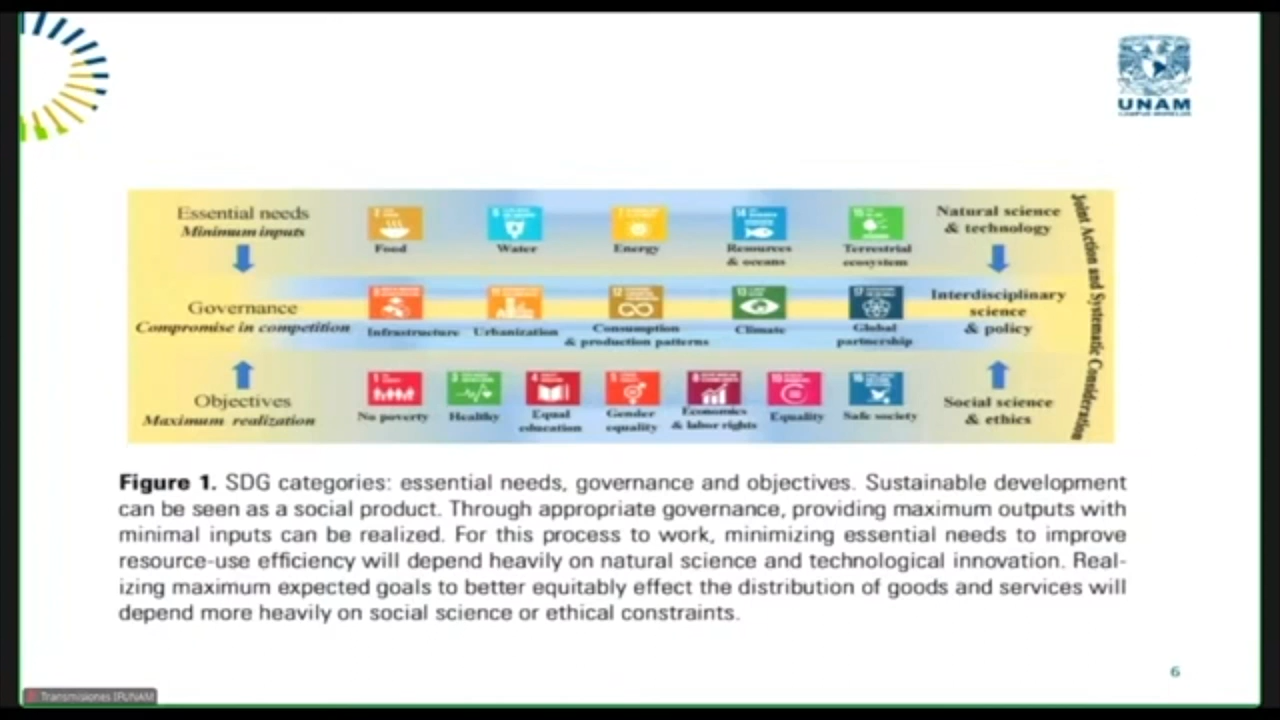 UNAM
Essential needs
Minimum inputs
Food
Water
Energy
Resources
& oceans
Terrestrial
ecosystem
Natural science
& technology
Governance
Compromise in competition
Infrastructure
Urbanization
Consumption
& production patterns
Climate
Global
partnership
Interdisciplinary
science
& policy
Objectives
Maximum realization
No poverty
Healthy
Equal
education
Gender
equality
Economics
& labor rights
Equality
Safe society
Social science
& ethics
Joint Action and Systematic Consideration
Figure 1. SDG categories: essential needs, governance and objectives. Sustainable development
can be seen as a social product. Through appropriate governance, providing maximum outputs with
minimal inputs can be realized. For this process to work, minimizing essential needs to improve
resource-use efficiency will depend heavily on natural science and technological innovation. Real-
izing maximum expected goals to better equitably effect the distribution of goods and services will
depend more heavily on social science or ethical constraints.
6
Transmisiones IFUNAM